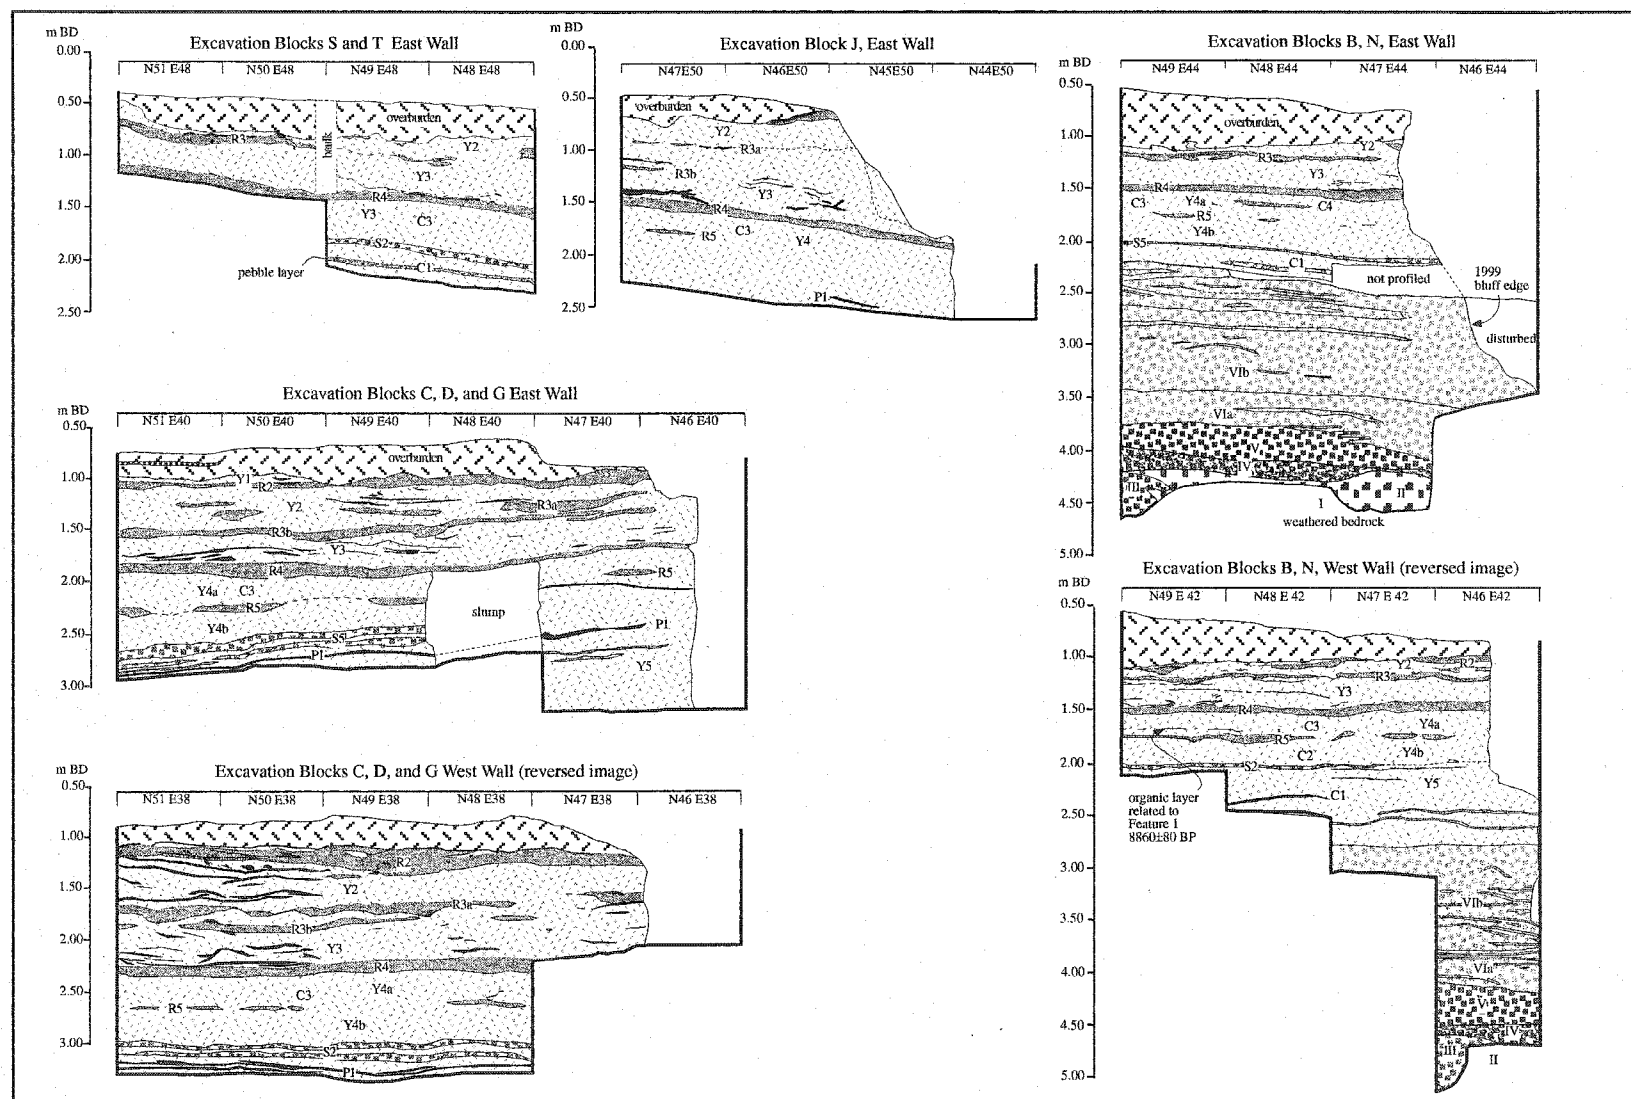 m BD
Excavation Blocks S and T East Wall
0.00
N51 E48 N50 E48 N49 E48 N48 E48
0.50
overburden
R3
baulk
Y2
1.00
Y3
R4
1.50
Y3 C3
S2
2.00
pebble layer
C1
2.50
m BD
Excavation Block J, East Wall
0.00
N47E50 N46E50 N45E50 N44E50
0.50
overburden
Y2
1.00
R3a
R3b
Y3
1.50
R4
R5 C3 Y4
2.00
2.50
P1
Excavation Blocks B, N, East Wall
m BD
0.50
N49 E44 N48 E44 N47 E44 N46 E44
overburden
1.00
Y2
R3
Y3
1.50
R4
C3 Y4a C4
R5
Y4b
2.00
S5
C1
not profiled
1999
bluff edge
2.50
disturbed
3.00
VIb
3.50
VIa
V
4.00
IV
III
II
4.50
I
weathered bedrock
5.00
Excavation Blocks C, D, and G East Wall
m BD
0.50
N51 E40 N50 E40 N49 E40 N48 E40 N47 E40 N46 E40
overburden
1.00
Y1
R2
Y2
R3a
1.50
R3b
Y3
R4
2.00
R5
Y4a C3
R5
slump
Y4b
2.50
S5
P1
P1
Y5
3.00
Excavation Blocks B, N, West Wall (reversed image)
m BD
0.50
N49 E 42 N48 E 42 N47 E 42 N46 E42
1.00
Y2 R2
R3
Y3
1.50
R4
C3 Y4a
R5
C2 Y4b
2.00
S2
Y5
C1
organic layer
related to
Feature 1
8860±80 BP
2.50
3.00
VIb
3.50
VIa
4.00
V
4.50
IV
III
II
5.00
Excavation Blocks C, D, and G West Wall (reversed image)
m BD
0.50
N51 E38 N50 E38 N49 E38 N48 E38 N47 E38 N46 E38
1.00
R2
Y2
1.50
R3a
R3b
2.00
Y3
R4
Y4a
2.50
C3
R5
Y4b
3.00
S2
P1